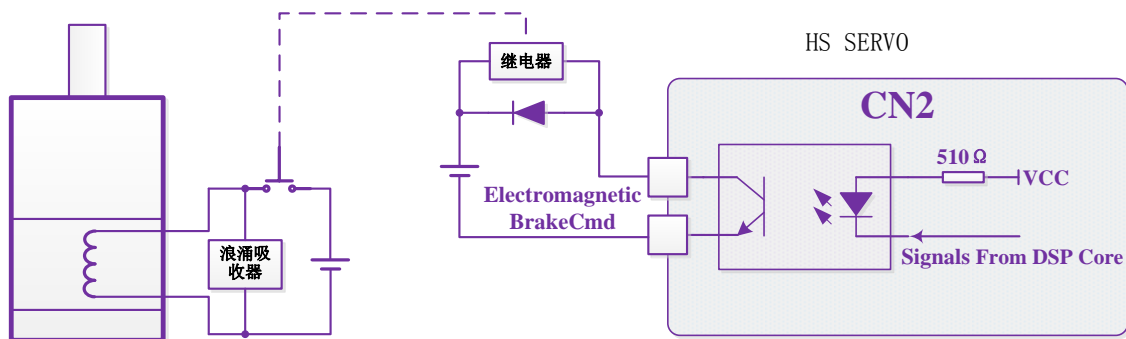 HS SERVO
继电器
CN2
510Ω
VCC
Electromagnetic
BrakeCmd
浪涌吸
收器
Signals From DSP Core